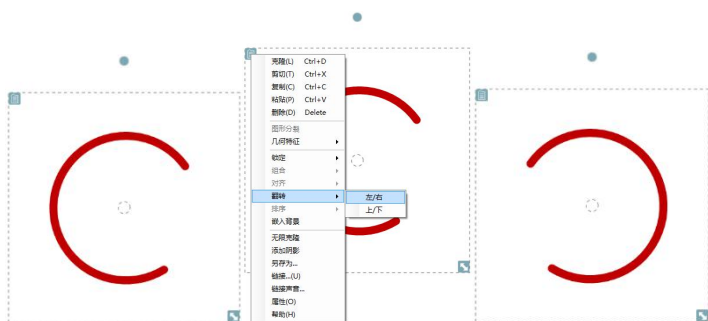 克隆(L) Ctrl+D
剪切(T) Ctrl+X
复制(C) Ctrl+C
粘贴(P) Ctrl+V
删除(D) Delete
图形分裂
几何特征
锁定
组合
对齐
翻转
左/右
排序
上/下
嵌入背景
无限克隆
添加阴影
另存为...
链接...(U)
链接声音...
属性(O)
帮助(H)